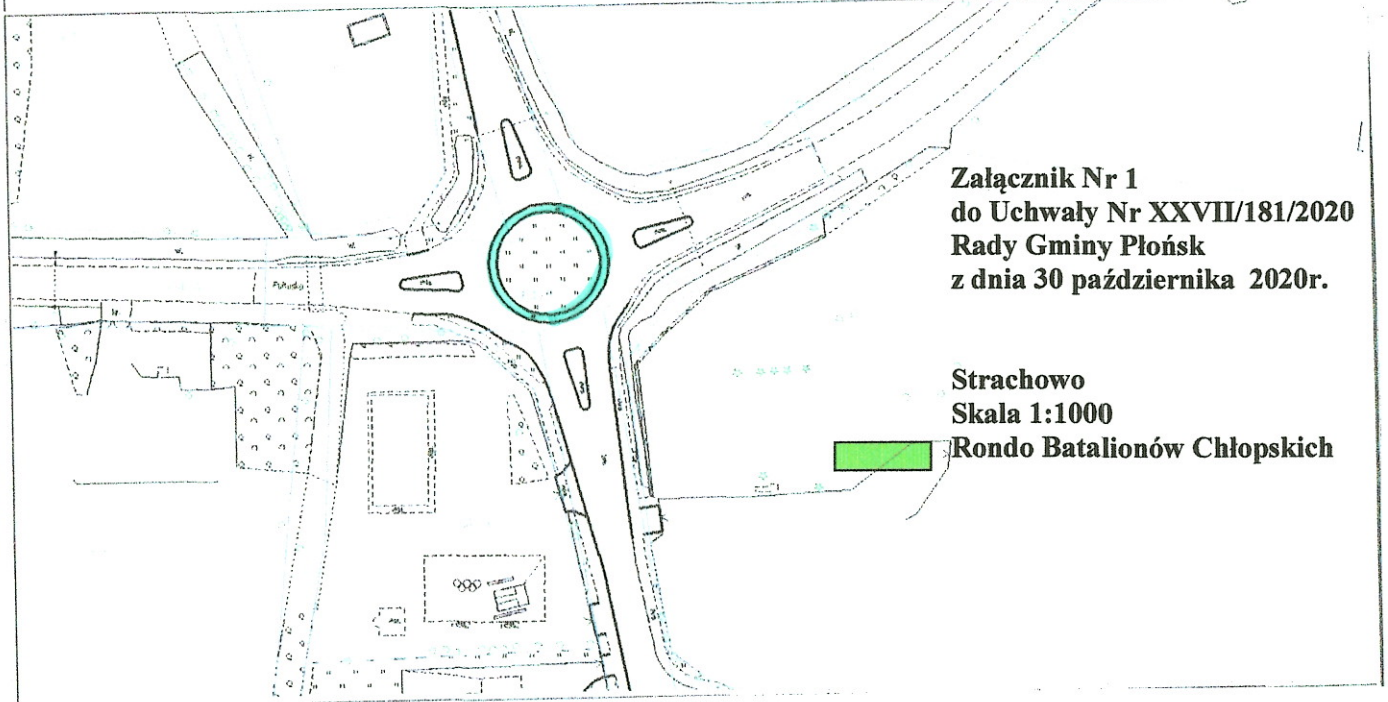 Załącznik Nr 1
do Uchwały Nr XXVII/181/2020
Rady Gminy Płońsk
z dnia 30 października 2020r.
Strachowo
Skala 1:1000
Rondo Batalionów Chłopskich